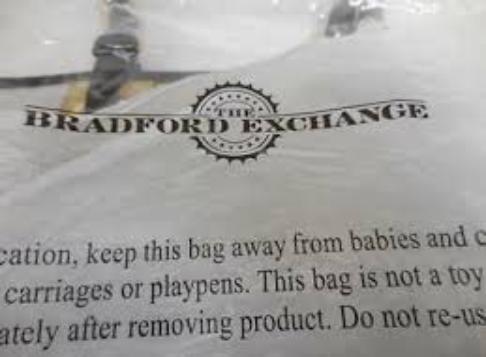 THE
BRADFORD EXCHANGE
cation, keep this bag away from babies and c
carriages or playpens. This bag is not a toy
ately after removing product. Do not re-us